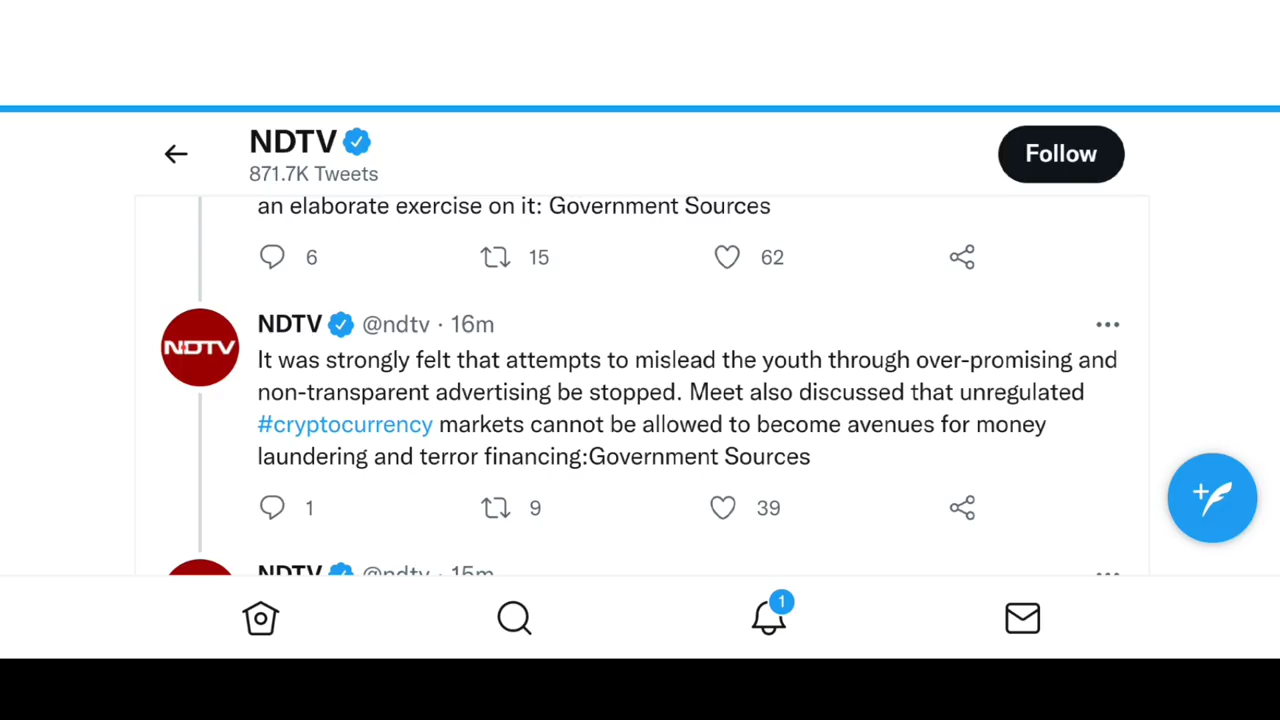 NDTV
871.7K Tweets
Follow
an elaborate exercise on it: Government Sources
6 15 62
NDTV @ndtv · 16m
NDTV
It was strongly felt that attempts to mislead the youth through over-promising and
non-transparent advertising be stopped. Meet also discussed that unregulated
#cryptocurrency markets cannot be allowed to become avenues for money
laundering and terror financing:Government Sources
1 9 39
NDTV @ndtv · 15m
1